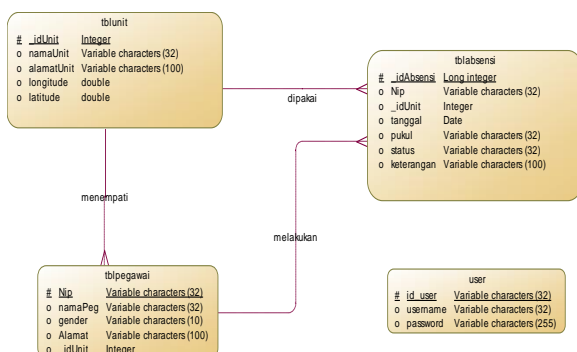 tblunit
# _idUnit Integer
o namaUnit Variable characters (32)
o alamatUnit Variable characters (100)
o longitude double
o latitude double
dipakai
tblabsensi
# _idAbsensi Long integer
o Nip Variable characters (32)
o _idUnit Integer
o tanggal Date
o pukul Variable characters (32)
o status Variable characters (32)
o keterangan Variable characters (100)
menempati
melakukan
tblpegawai
# Nip Variable characters (32)
o namaPeg Variable characters (32)
o gender Variable characters (10)
o Alamat Variable characters (100)
o _idUnit Integer
user
# id_user Variable characters (32)
o username Variable characters (32)
o password Variable characters (255)